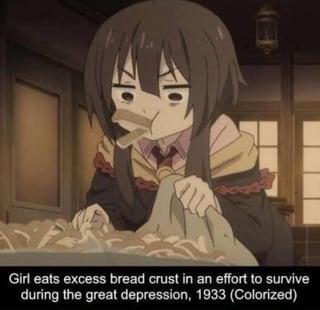 Girl eats excess bread crust in an effort to survive
during the great depression, 1933 (Colorized)